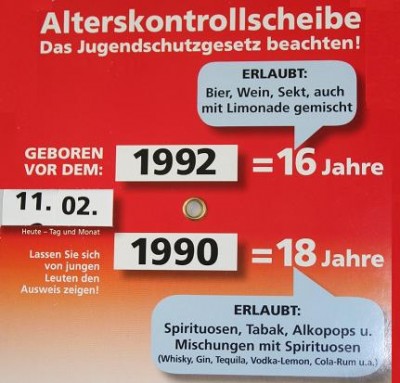 Alterskontrollscheibe
Das Jugendschutzgesetz beachten!
ERLAUBT:
Bier, Wein, Sekt, auch
mit Limonade gemischt
GEBOREN
VOR DEM:
1992 = 16 Jahre
11. 02.
Heute – Tag und Monat
1990 = 18 Jahre
Lassen Sie sich
von jungen
Leuten den
Ausweis zeigen!
ERLAUBT:
Spirituosen, Tabak, Alkopops u.
Mischungen mit Spirituosen
(Whisky, Gin, Tequila, Vodka-Lemon, Cola-Rum u.a.)